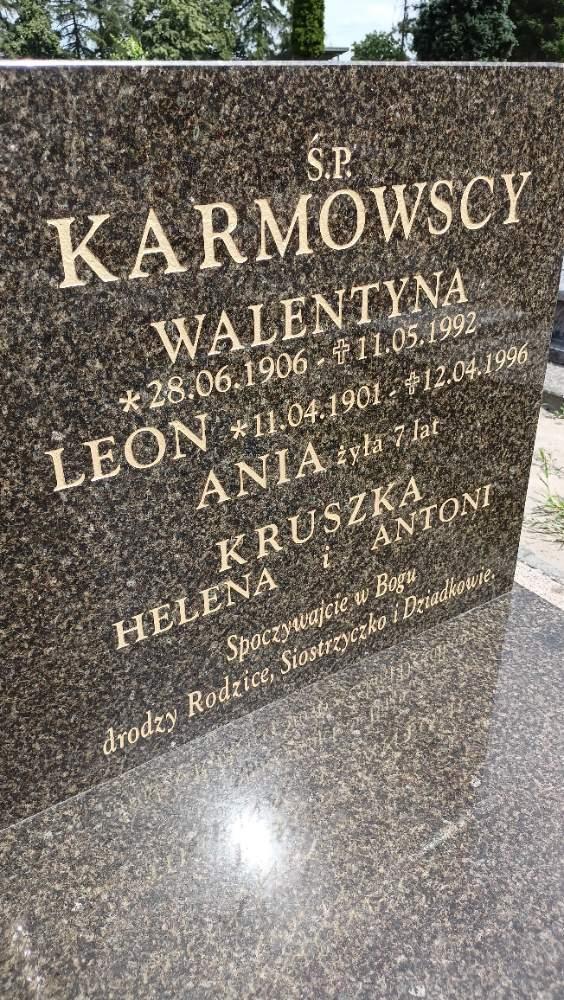 Ś.P.
KARMOWSCY
WALENTYNA
*28.06.1906 - ✞11.05.1992
LEON *11.04.1901 - ✞12.04.1996
ANIA żyła 7 lat
KRUSZKA
HELENA i ANTONI
Spoczywajcie w Bogu
drodzy Rodzice, Siostrzyczko i Dziadkowie.